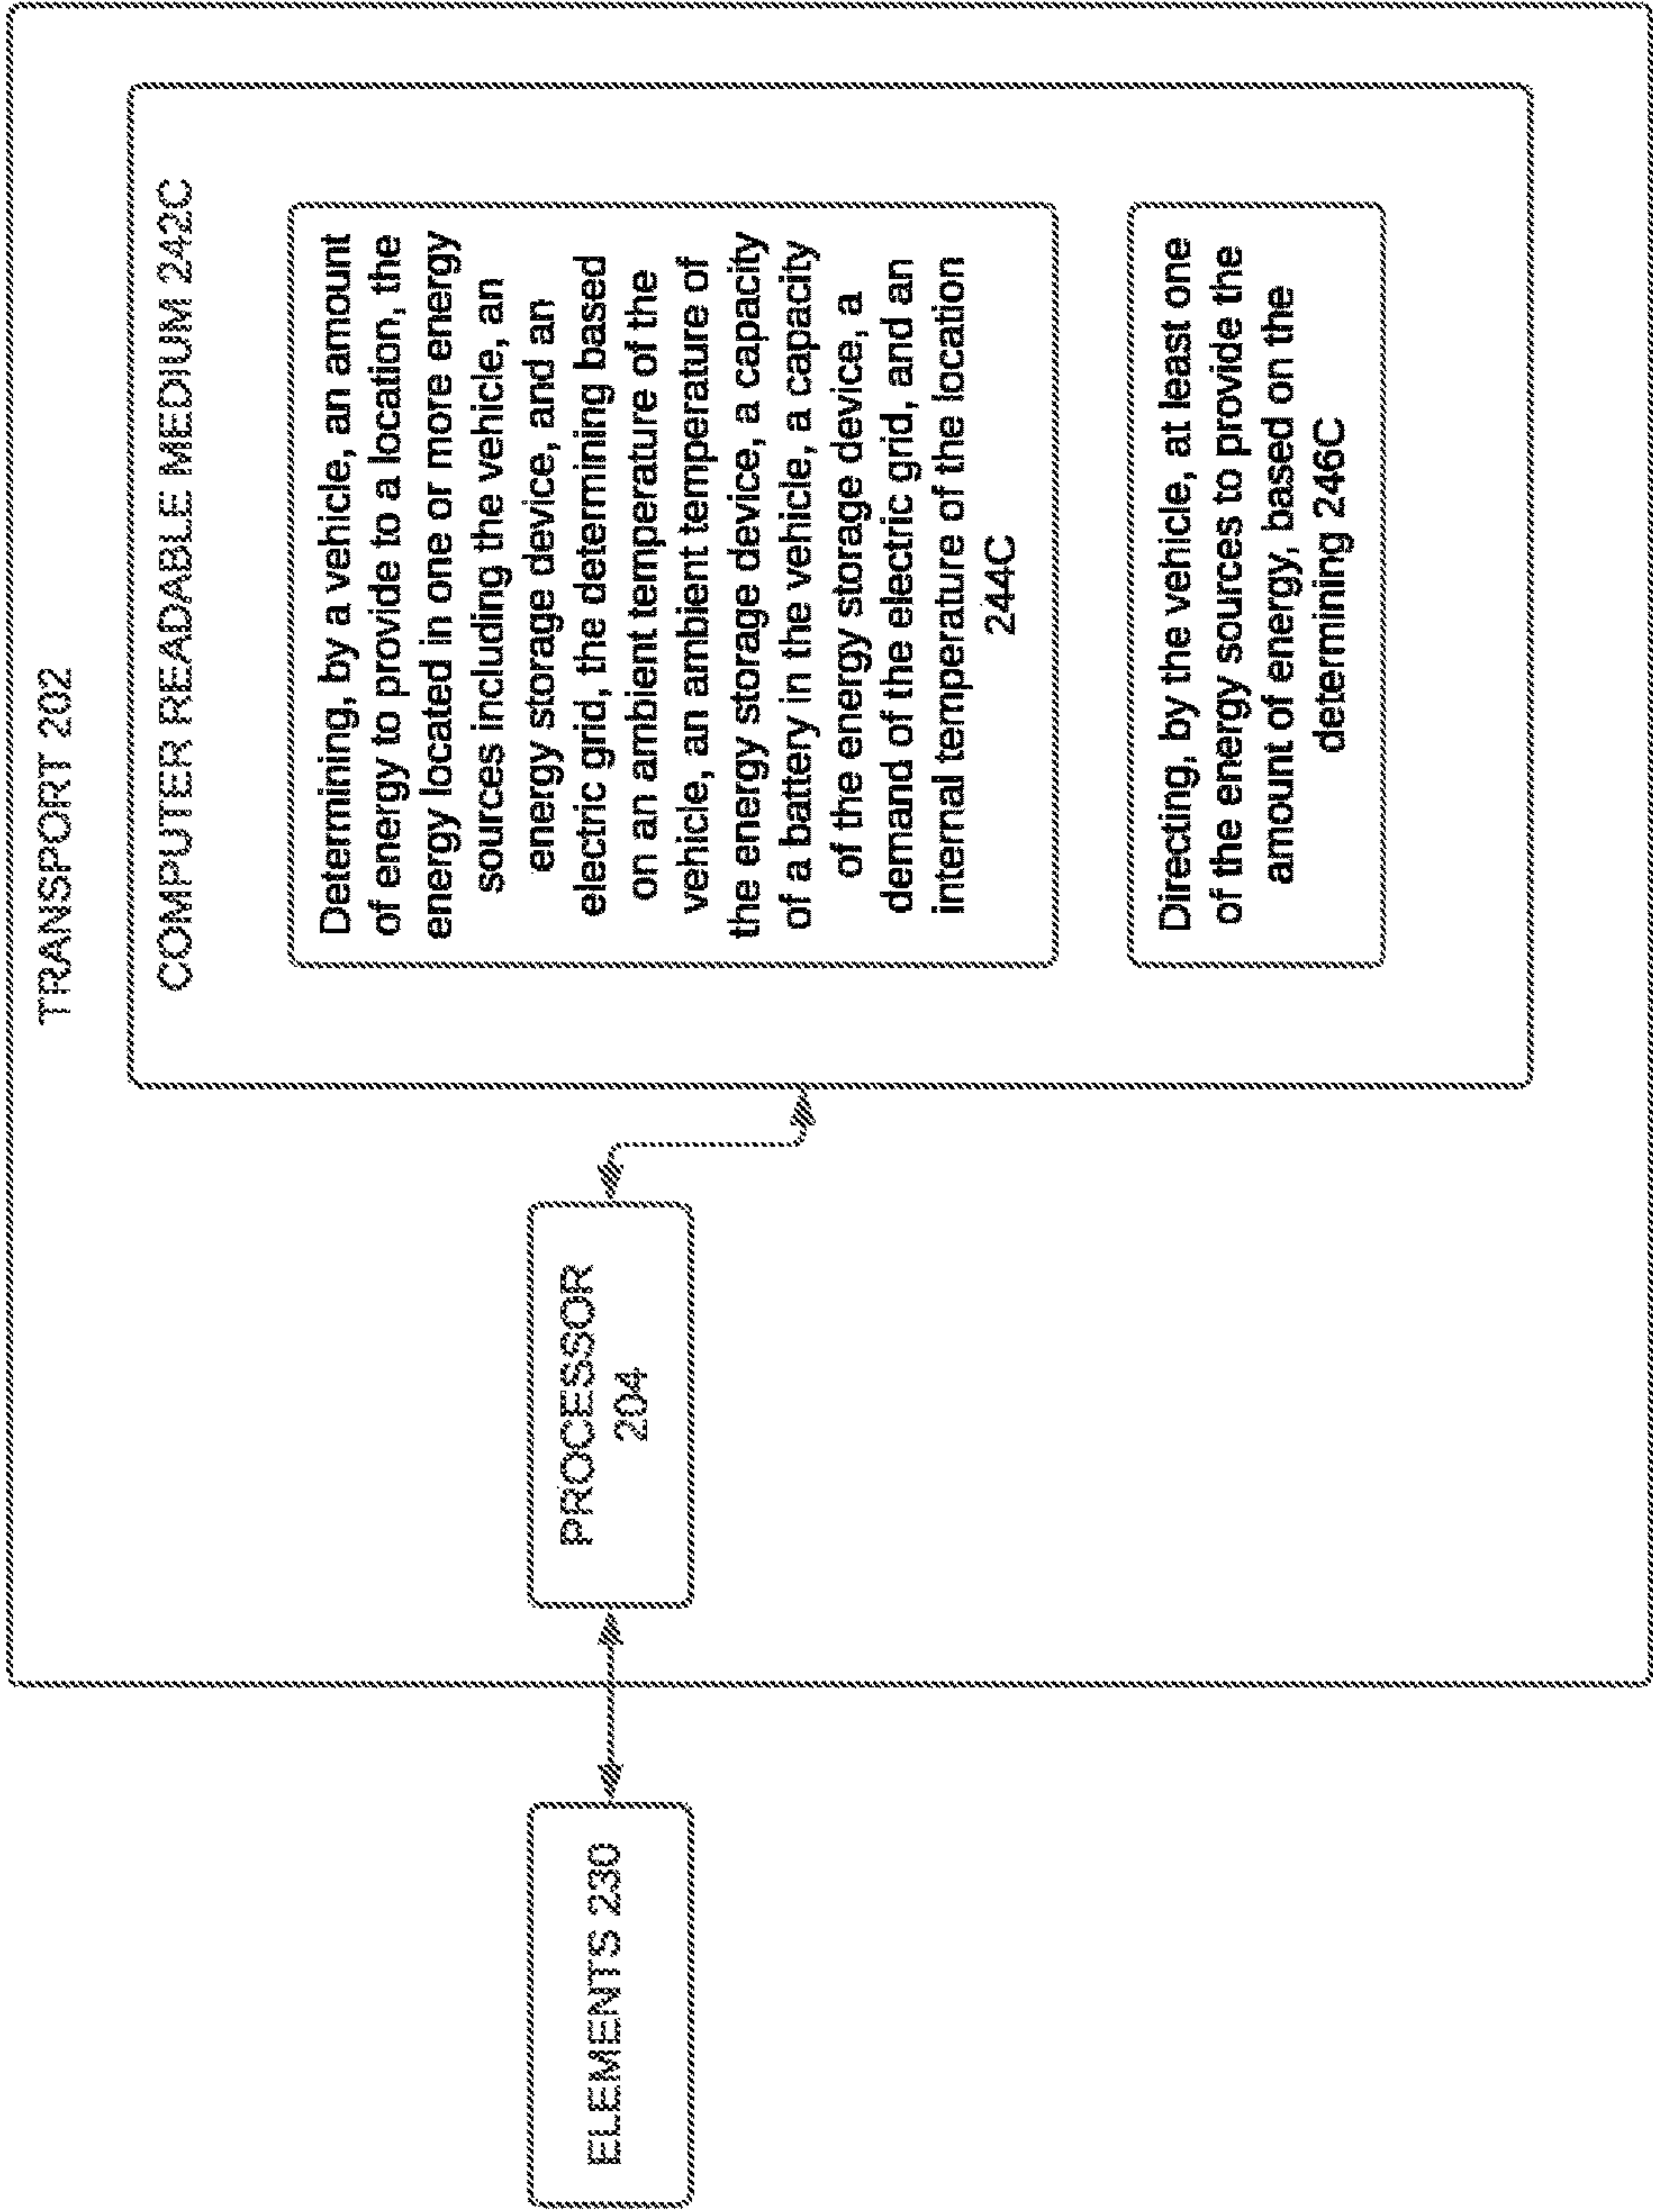 TRANSPORT 202
COMPUTER READABLE MEDIUM 242C
Determining, by a vehicle, an amount
of energy to provide to a location, the
energy located in one or more energy
sources including the vehicle, an
energy storage device, and an
electric grid, the determining based
on an ambient temperature of the
vehicle, an ambient temperature of
the energy storage device, a capacity
of a battery in the vehicle, a capacity
of the energy storage device, a
demand of the electric grid, and an
internal temperature of the location
244C
Directing, by the vehicle, at least one
of the energy sources to provide the
amount of energy, based on the
determining 246C
PROCESSOR
204
ELEMENTS 230